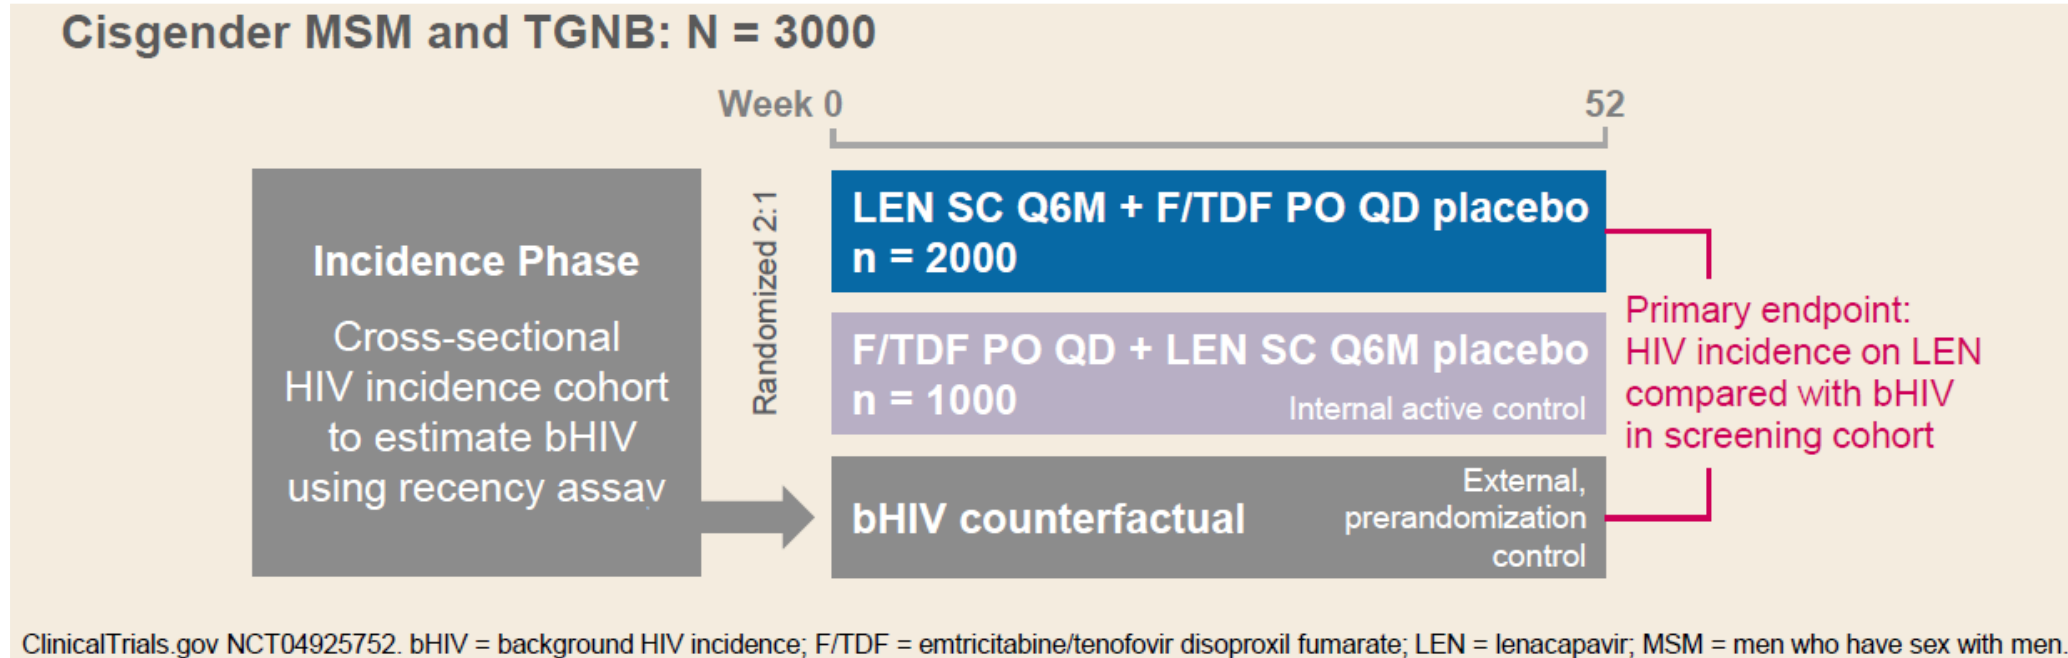 Cisgender MSM and TGNB: N = 3000
Week 0
52
Incidence Phase
Cross-sectional
HIV incidence cohort
to estimate bHIV
using recency assay
Randomized 2:1
LEN SC Q6M + F/TDF PO QD placebo
n = 2000
F/TDF PO QD + LEN SC Q6M placebo
n = 1000
Internal active control
bHIV counterfactual
External,
prerandomization
control
Primary endpoint:
HIV incidence on LEN
compared with bHIV
in screening cohort
ClinicalTrials.gov NCT04925752. bHIV = background HIV incidence; F/TDF = emtricitabine/tenofovir disoproxil fumarate; LEN = lenacapavir; MSM = men who have sex with men.